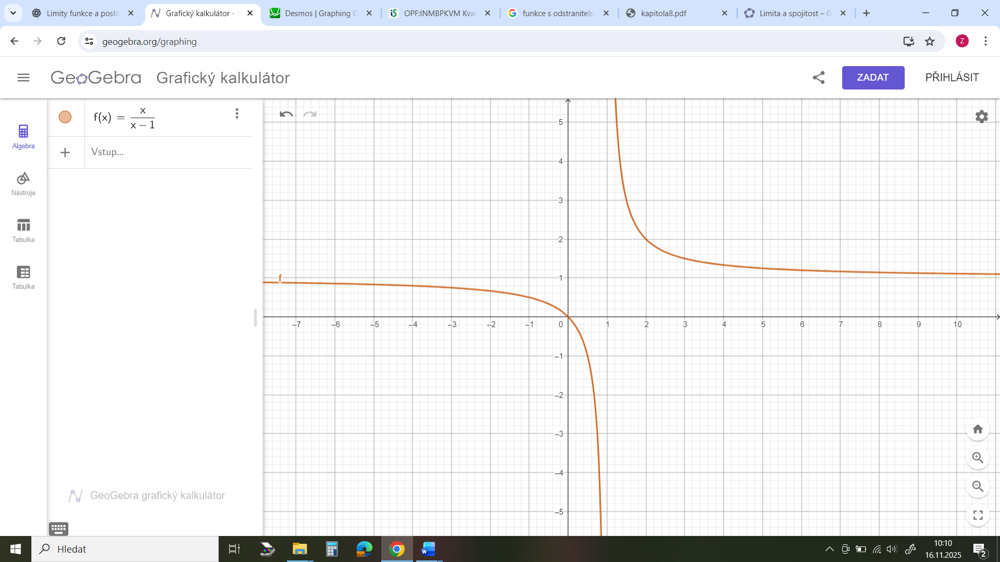 Limity funkce a poslo
Grafický kalkulátor -
Desmos | Graphing C
OPF:INMBPKVM Kvar
funkce s odstraniteln
kapitola8.pdf
Limita a spojitost – G
geogebra.org/graphing
Z
GeoGebra
Grafický kalkulátor
ZADAT
PŘIHLÁSIT
f(x) = x / (x − 1)
Vstup...
Algebra
Nástroje
Tabulka
Tabulka
f
5
4
3
2
1
–7 –6 –5 –4 –3 –2 –1 0 1 2 3 4 5 6 7 8 9 10
–1
–2
–3
–4
–5
GeoGebra grafický kalkulátor
Hledat
10:10
16.11.2025
2